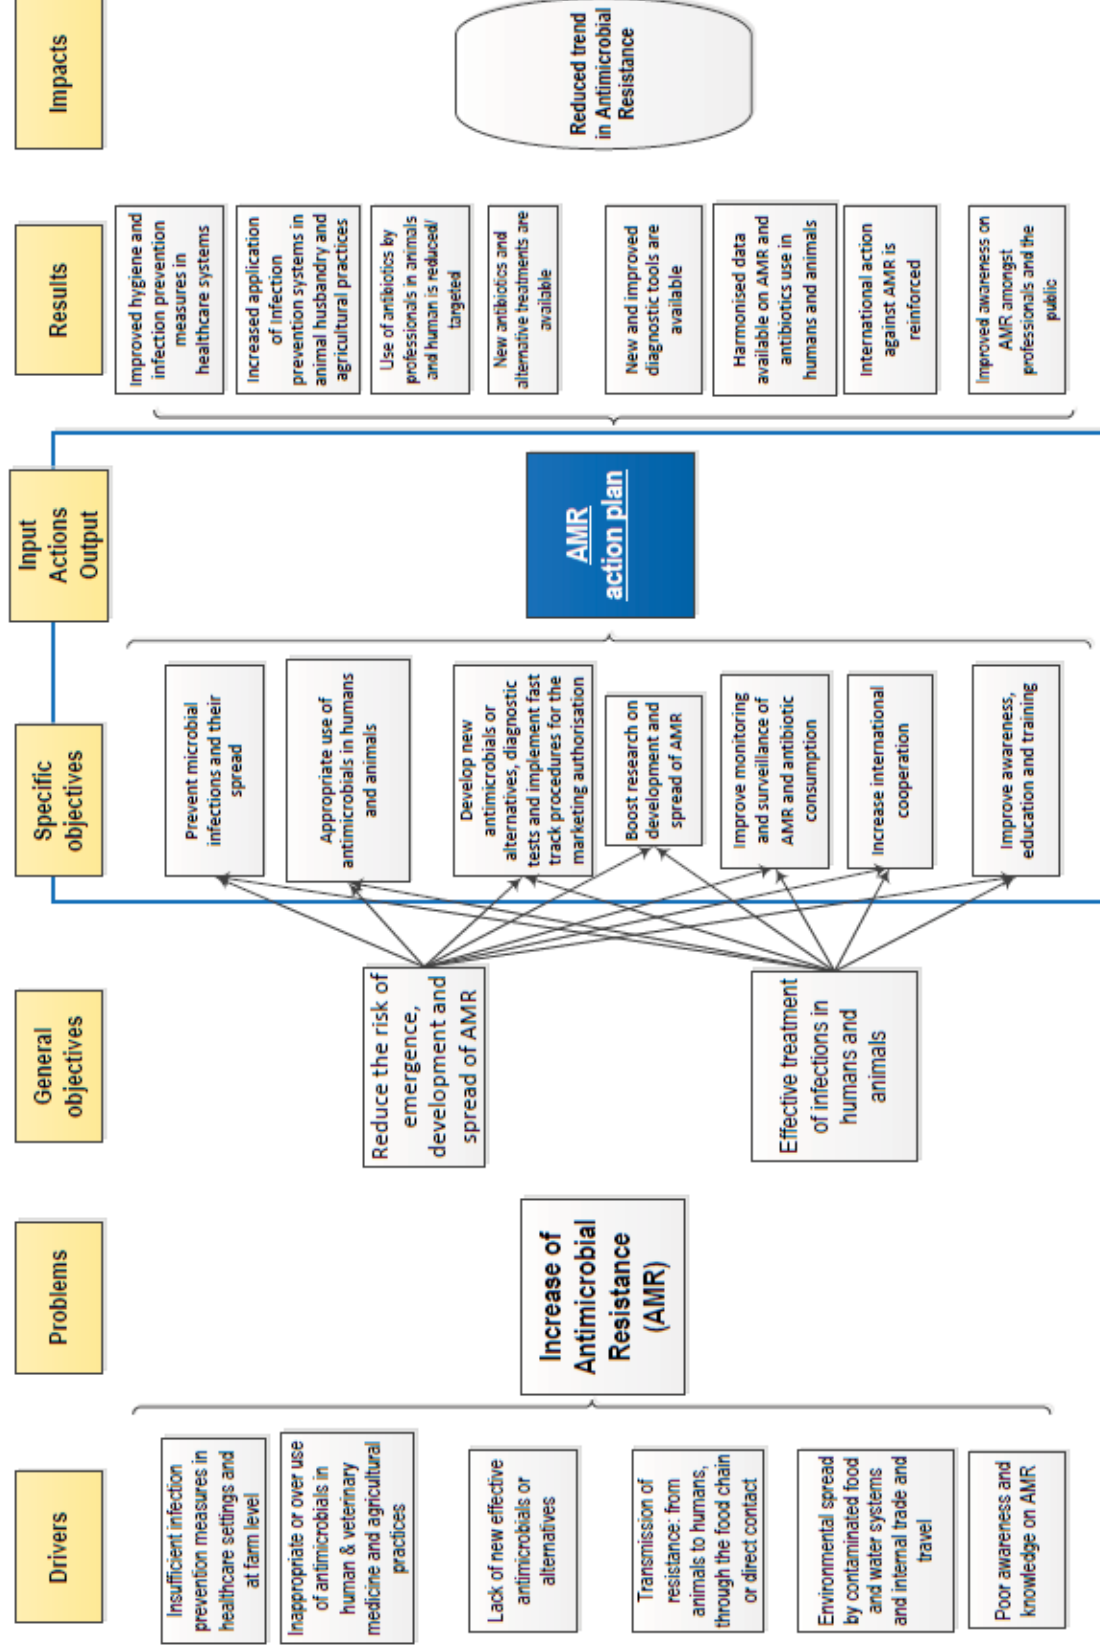 Drivers
Insufficient infection
prevention measures in
healthcare settings and
at farm level
Inappropriate or over use
of antimicrobials in
human & veterinary
medicine and agricultural
practices
Lack of new effective
antimicrobials or
alternatives
Transmission of
resistance: from
animals to humans,
through the food chain
or direct contact
Environmental spread
by contaminated food
and water systems
and internal trade and
travel
Poor awareness and
knowledge on AMR
Problems
Increase of
Antimicrobial
Resistance
(AMR)
General
objectives
Reduce the risk of
emergence,
development and
spread of AMR
Effective treatment
of infections in
humans and
animals
Specific
objectives
Prevent microbial
infections and their
spread
Appropriate use of
antimicrobials in humans
and animals
Develop new
antimicrobials or
alternatives, diagnostic
tests and implement fast
track procedures for the
marketing authorisation
Boost research on
development and
spread of AMR
Improve monitoring
and surveillance of
AMR and antibiotic
consumption
Increase international
cooperation
Improve awareness,
education and training
Input
Actions
Output
AMR
action plan
Results
Improved hygiene and
infection prevention
measures in
healthcare systems
Increased application
of Infection
prevention systems in
animal husbandry and
agricultural practices
Use of antibiotics by
professionals in animals
and human is reduced/
targeted
New antibiotics and
alternative treatments are
available
New and improved
diagnostic tools are
available
Harmonised data
available on AMR and
antibiotics use in
humans and animals
International action
against AMR is
reinforced
Improved awareness on
AMR amongst
professionals and the
public
Impacts
Reduced trend
in Antimicrobial
Resistance